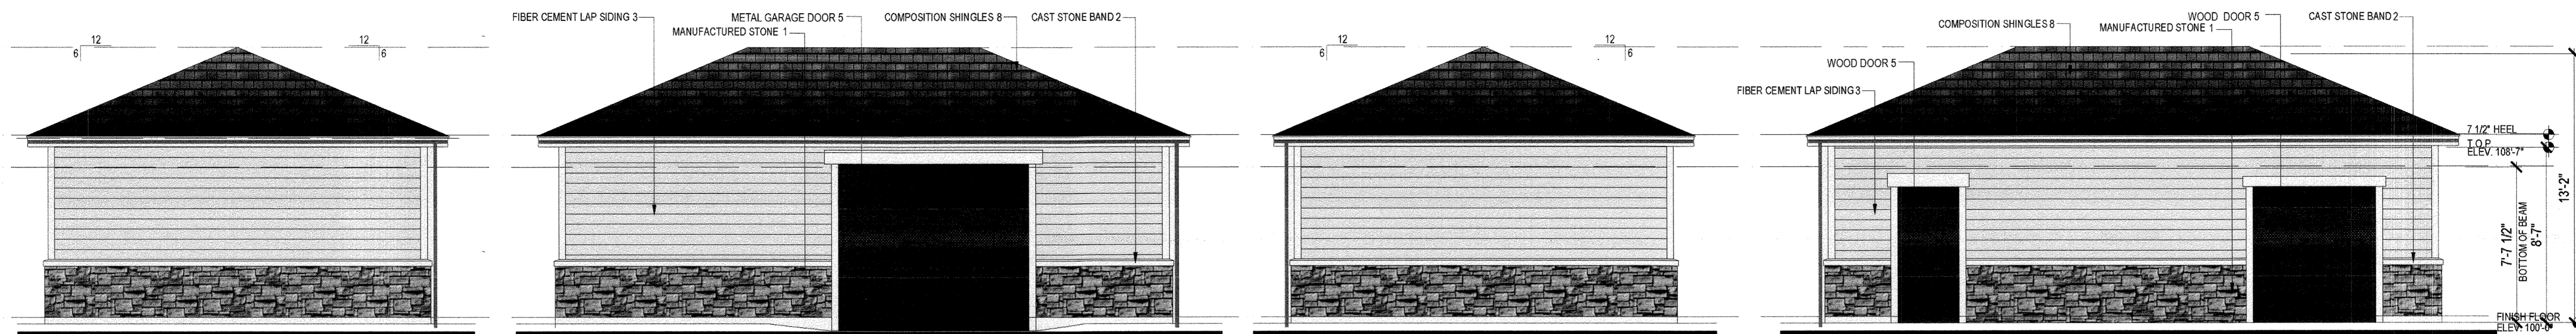 12
6
12
6
FIBER CEMENT LAP SIDING 3
METAL GARAGE DOOR 5
MANUFACTURED STONE 1
COMPOSITION SHINGLES 8
CAST STONE BAND 2
12
6
12
6
FIBER CEMENT LAP SIDING 3
WOOD DOOR 5
COMPOSITION SHINGLES 8
MANUFACTURED STONE 1
WOOD DOOR 5
CAST STONE BAND 2
7 1/2" HEEL
T.O.P
ELEV. 108'-7"
7'-7 1/2"
BOTTOM OF BEAM
8'-7"
13'-2"
FINISH FLOOR
ELEV. 100'-0"